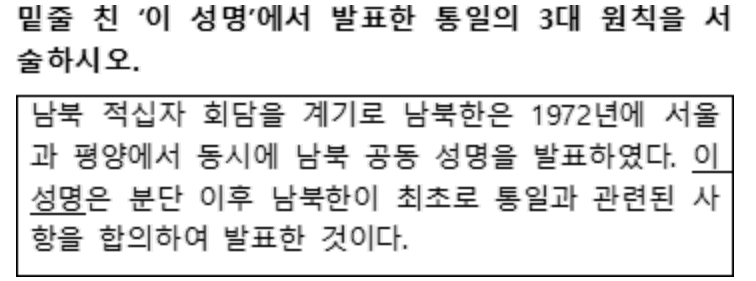 밑줄 친 ‘이 성명’에서 발표한 통일의 3대 원칙을 서
술하시오.
남북 적십자 회담을 계기로 남북한은 1972년에 서울
과 평양에서 동시에 남북 공동 성명을 발표하였다. 이
성명은 분단 이후 남북한이 최초로 통일과 관련된 사
항을 합의하여 발표한 것이다.